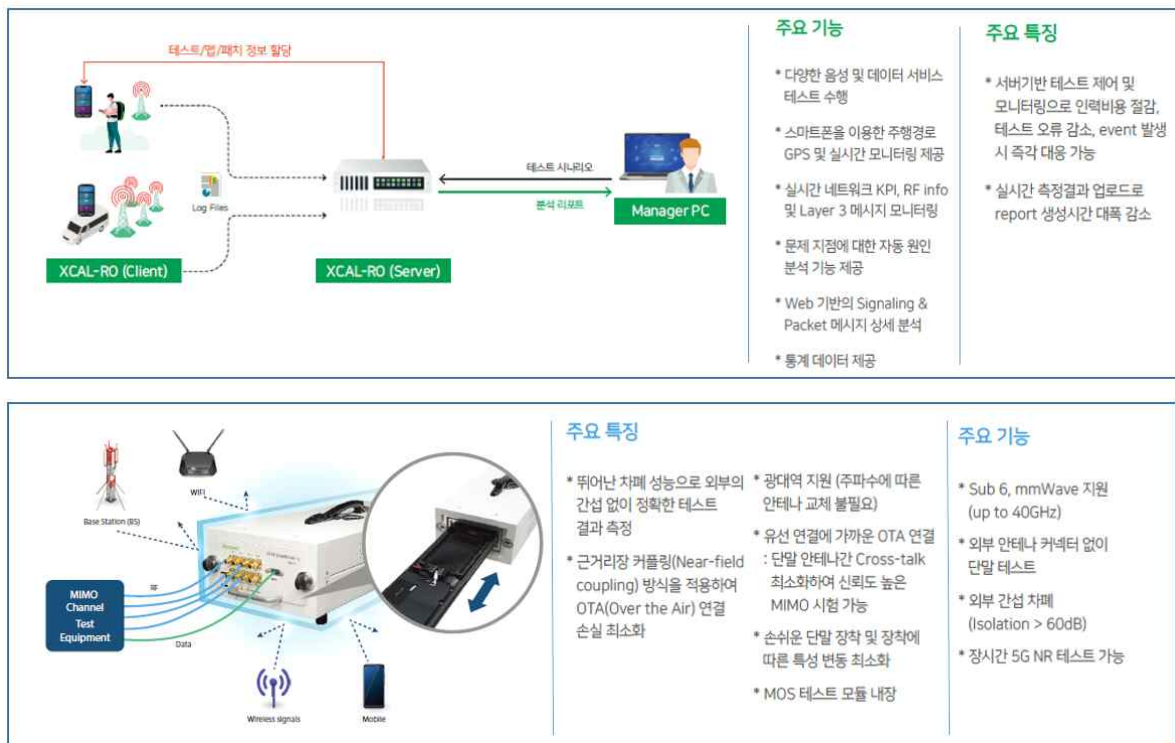 테스트/맵/패치 정보 할당
Log Files
테스트 시나리오
분석 리포트
XCAL-RO (Client)
XCAL-RO (Server)
Manager PC
주요 기능
* 다양한 음성 및 데이터 서비스
테스트 수행
* 스마트폰을 이용한 주행경로
GPS 및 실시간 모니터링 제공
* 실시간 네트워크 KPI, RF info
및 Layer 3 메시지 모니터링
* 문제 지점에 대한 자동 원인
분석 기능 제공
* Web 기반의 Signaling &
Packet 메시지 상세 분석
* 통계 데이터 제공
주요 특징
* 서버기반 테스트 제어 및
모니터링으로 인력비용 절감,
테스트 오류 감소, event 발생
시 즉각 대응 가능
* 실시간 측정결과 업로드로
report 생성시간 대폭 감소
WIFI
Base Station (BS)
RF
MIMO
Channel
Test
Equipment
Data
Wireless signals
Mobile
주요 특징
* 뛰어난 차폐 성능으로 외부의
간섭 없이 정확한 테스트
결과 측정
* 근거리장 커플링(Near-field
coupling) 방식을 적용하여
OTA(Over the Air) 연결
손실 최소화
* 광대역 지원 (주파수에 따른
안테나 교체 불필요)
* 유선 연결에 가까운 OTA 연결
: 단말 안테나간 Cross-talk
최소화하여 신뢰도 높은
MIMO 시험 가능
* 손쉬운 단말 장착 및 장착에
따른 특성 변동 최소화
* MOS 테스트 모듈 내장
주요 기능
* Sub 6, mmWave 지원
(up to 40GHz)
* 외부 안테나 커넥터 없이
단말 테스트
* 외부 간섭 차폐
(Isolation > 60dB)
* 장시간 5G NR 테스트 가능